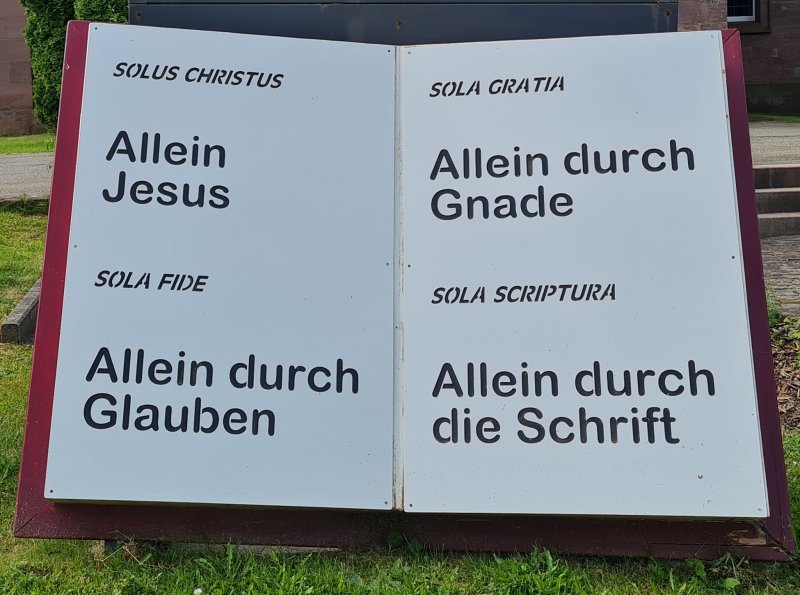 SOLUS CHRISTUS
Allein
Jesus
SOLA FIDE
Allein durch
Glauben
SOLA GRATIA
Allein durch
Gnade
SOLA SCRIPTURA
Allein durch
die Schrift